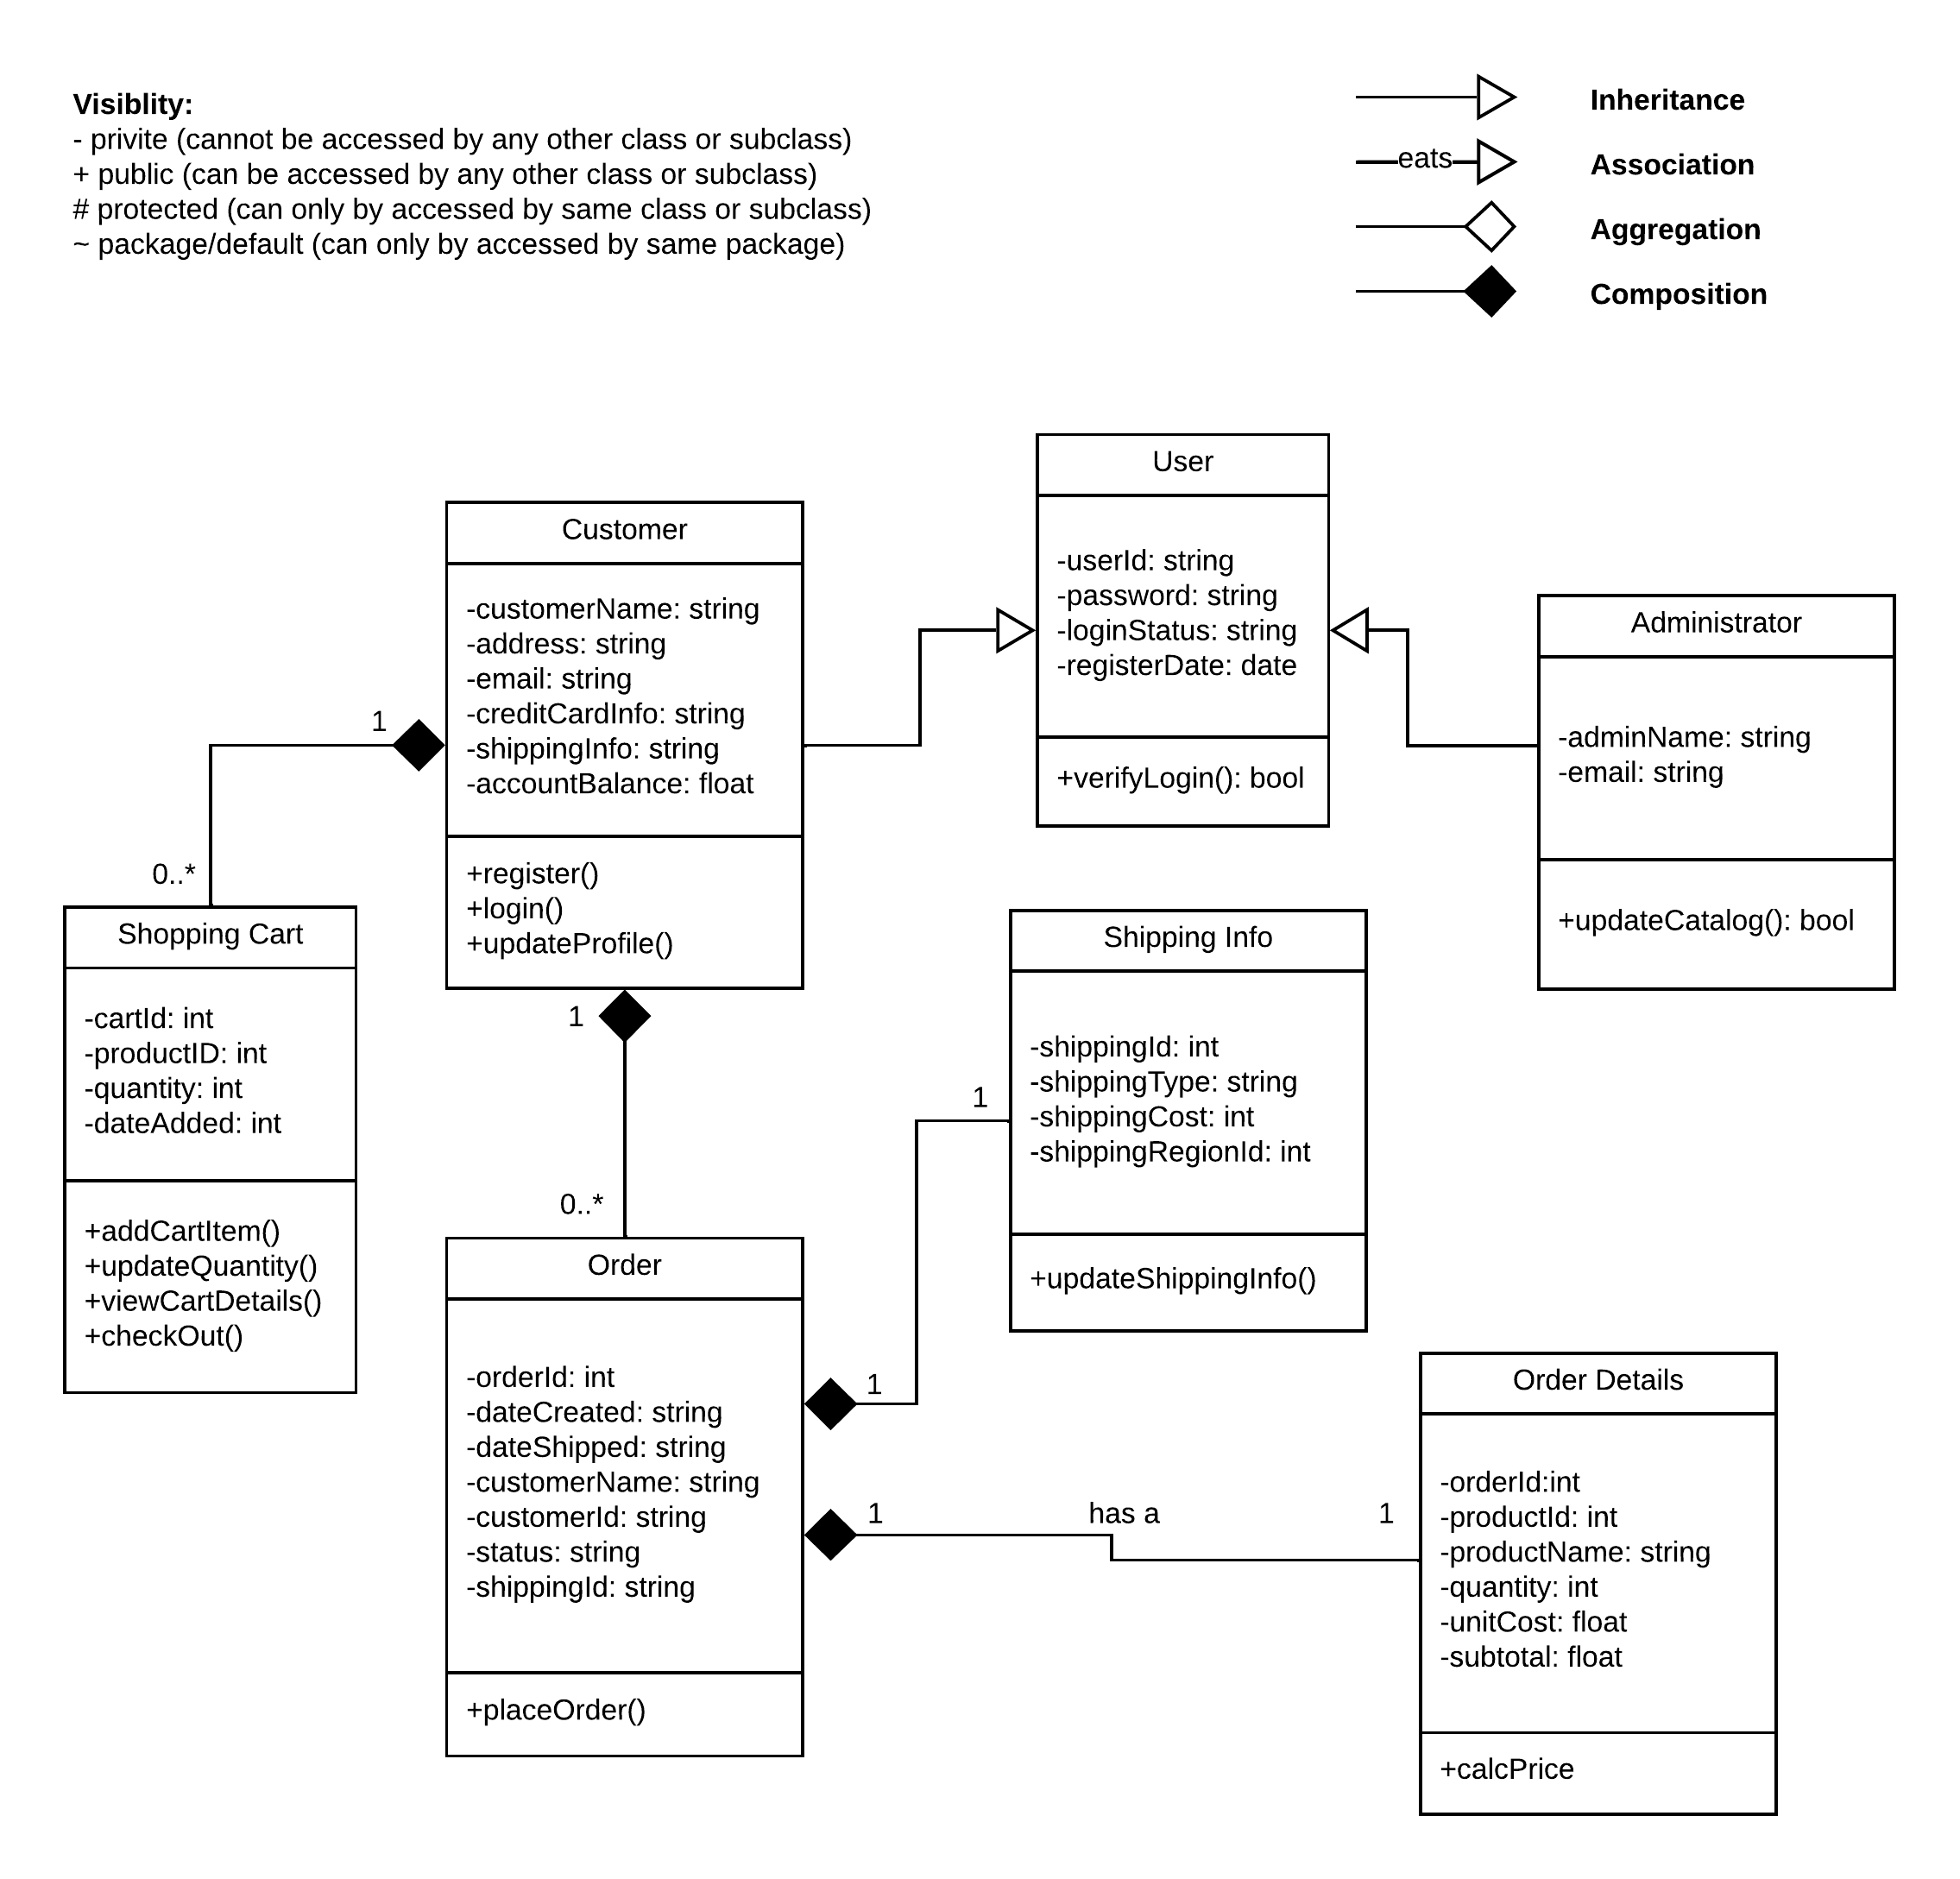 Visiblity:
- privite (cannot be accessed by any other class or subclass)
+ public (can be accessed by any other class or subclass)
# protected (can only by accessed by same class or subclass)
~ package/default (can only by accessed by same package)
Inheritance
eats
Association
Aggregation
Composition
User
-userId: string
-password: string
-loginStatus: string
-registerDate: date
+verifyLogin(): bool
Customer
-customerName: string
-address: string
-email: string
-creditCardInfo: string
-shippingInfo: string
-accountBalance: float
+register()
+login()
+updateProfile()
Administrator
-adminName: string
-email: string
+updateCatalog(): bool
1
0..*
Shopping Cart
-cartId: int
-productID: int
-quantity: int
-dateAdded: int
+addCartItem()
+updateQuantity()
+viewCartDetails()
+checkOut()
1
0..*
Shipping Info
-shippingId: int
-shippingType: string
-shippingCost: int
-shippingRegionId: int
+updateShippingInfo()
1
1
Order
-orderId: int
-dateCreated: string
-dateShipped: string
-customerName: string
-customerId: string
-status: string
-shippingId: string
+placeOrder()
1
has a
1
Order Details
-orderId:int
-productId: int
-productName: string
-quantity: int
-unitCost: float
-subtotal: float
+calcPrice